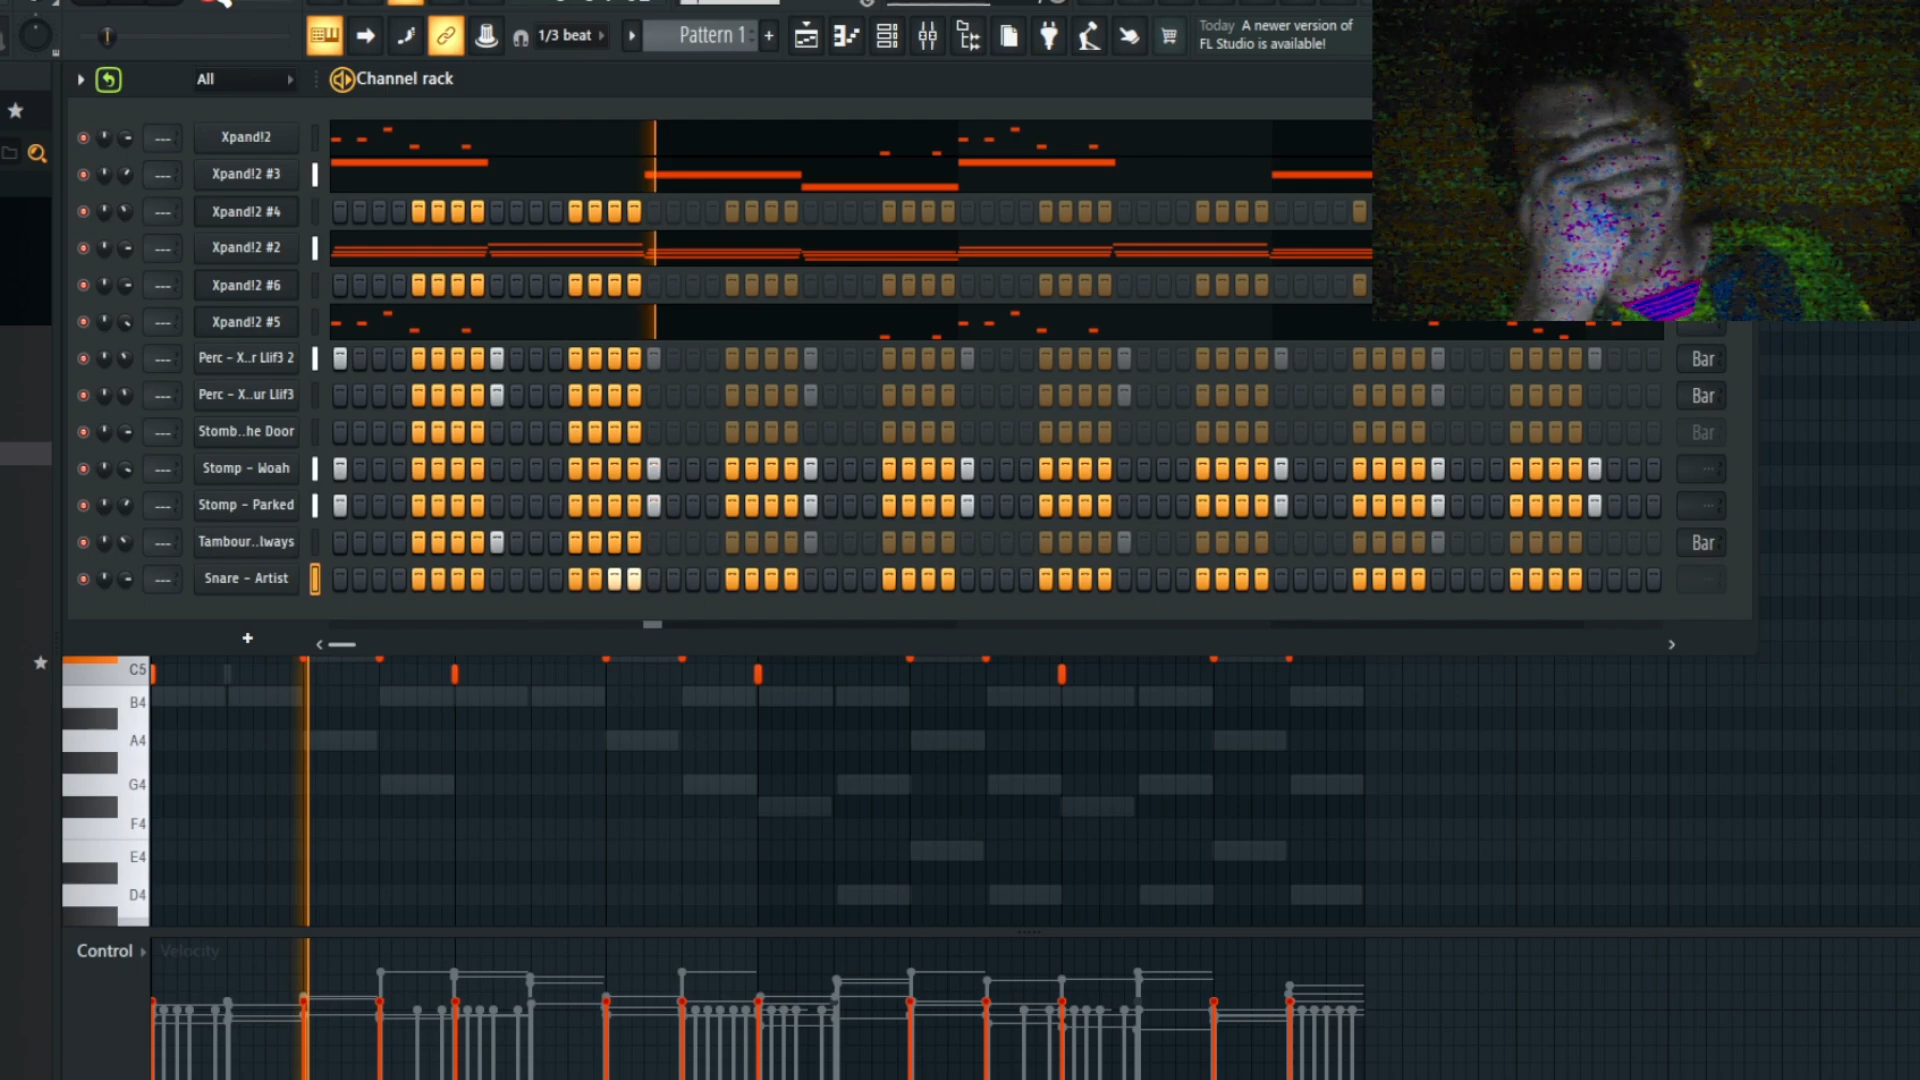 1/3 beat
Pattern 1
+
Today A newer version of
FL Studio is available!
All
Channel rack
Xpand!2
Xpand!2 #3
Xpand!2 #4
Xpand!2 #2
Xpand!2 #6
Xpand!2 #5
Perc - X..r Llif3 2
Bar
Perc - X...ur Llif3
Bar
Stomb..he Door
Bar
Stomp - Woah
Stomp - Parked
Tambour..lways
Bar
Snare - Artist
+
C5
B4
A4
G4
F4
E4
D4
Control
Velocity